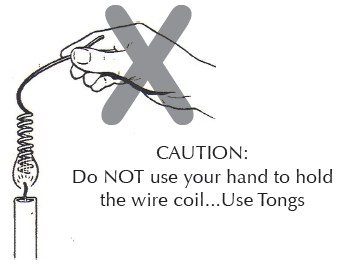 CAUTION:
Do NOT use your hand to hold
the wire coil...Use Tongs